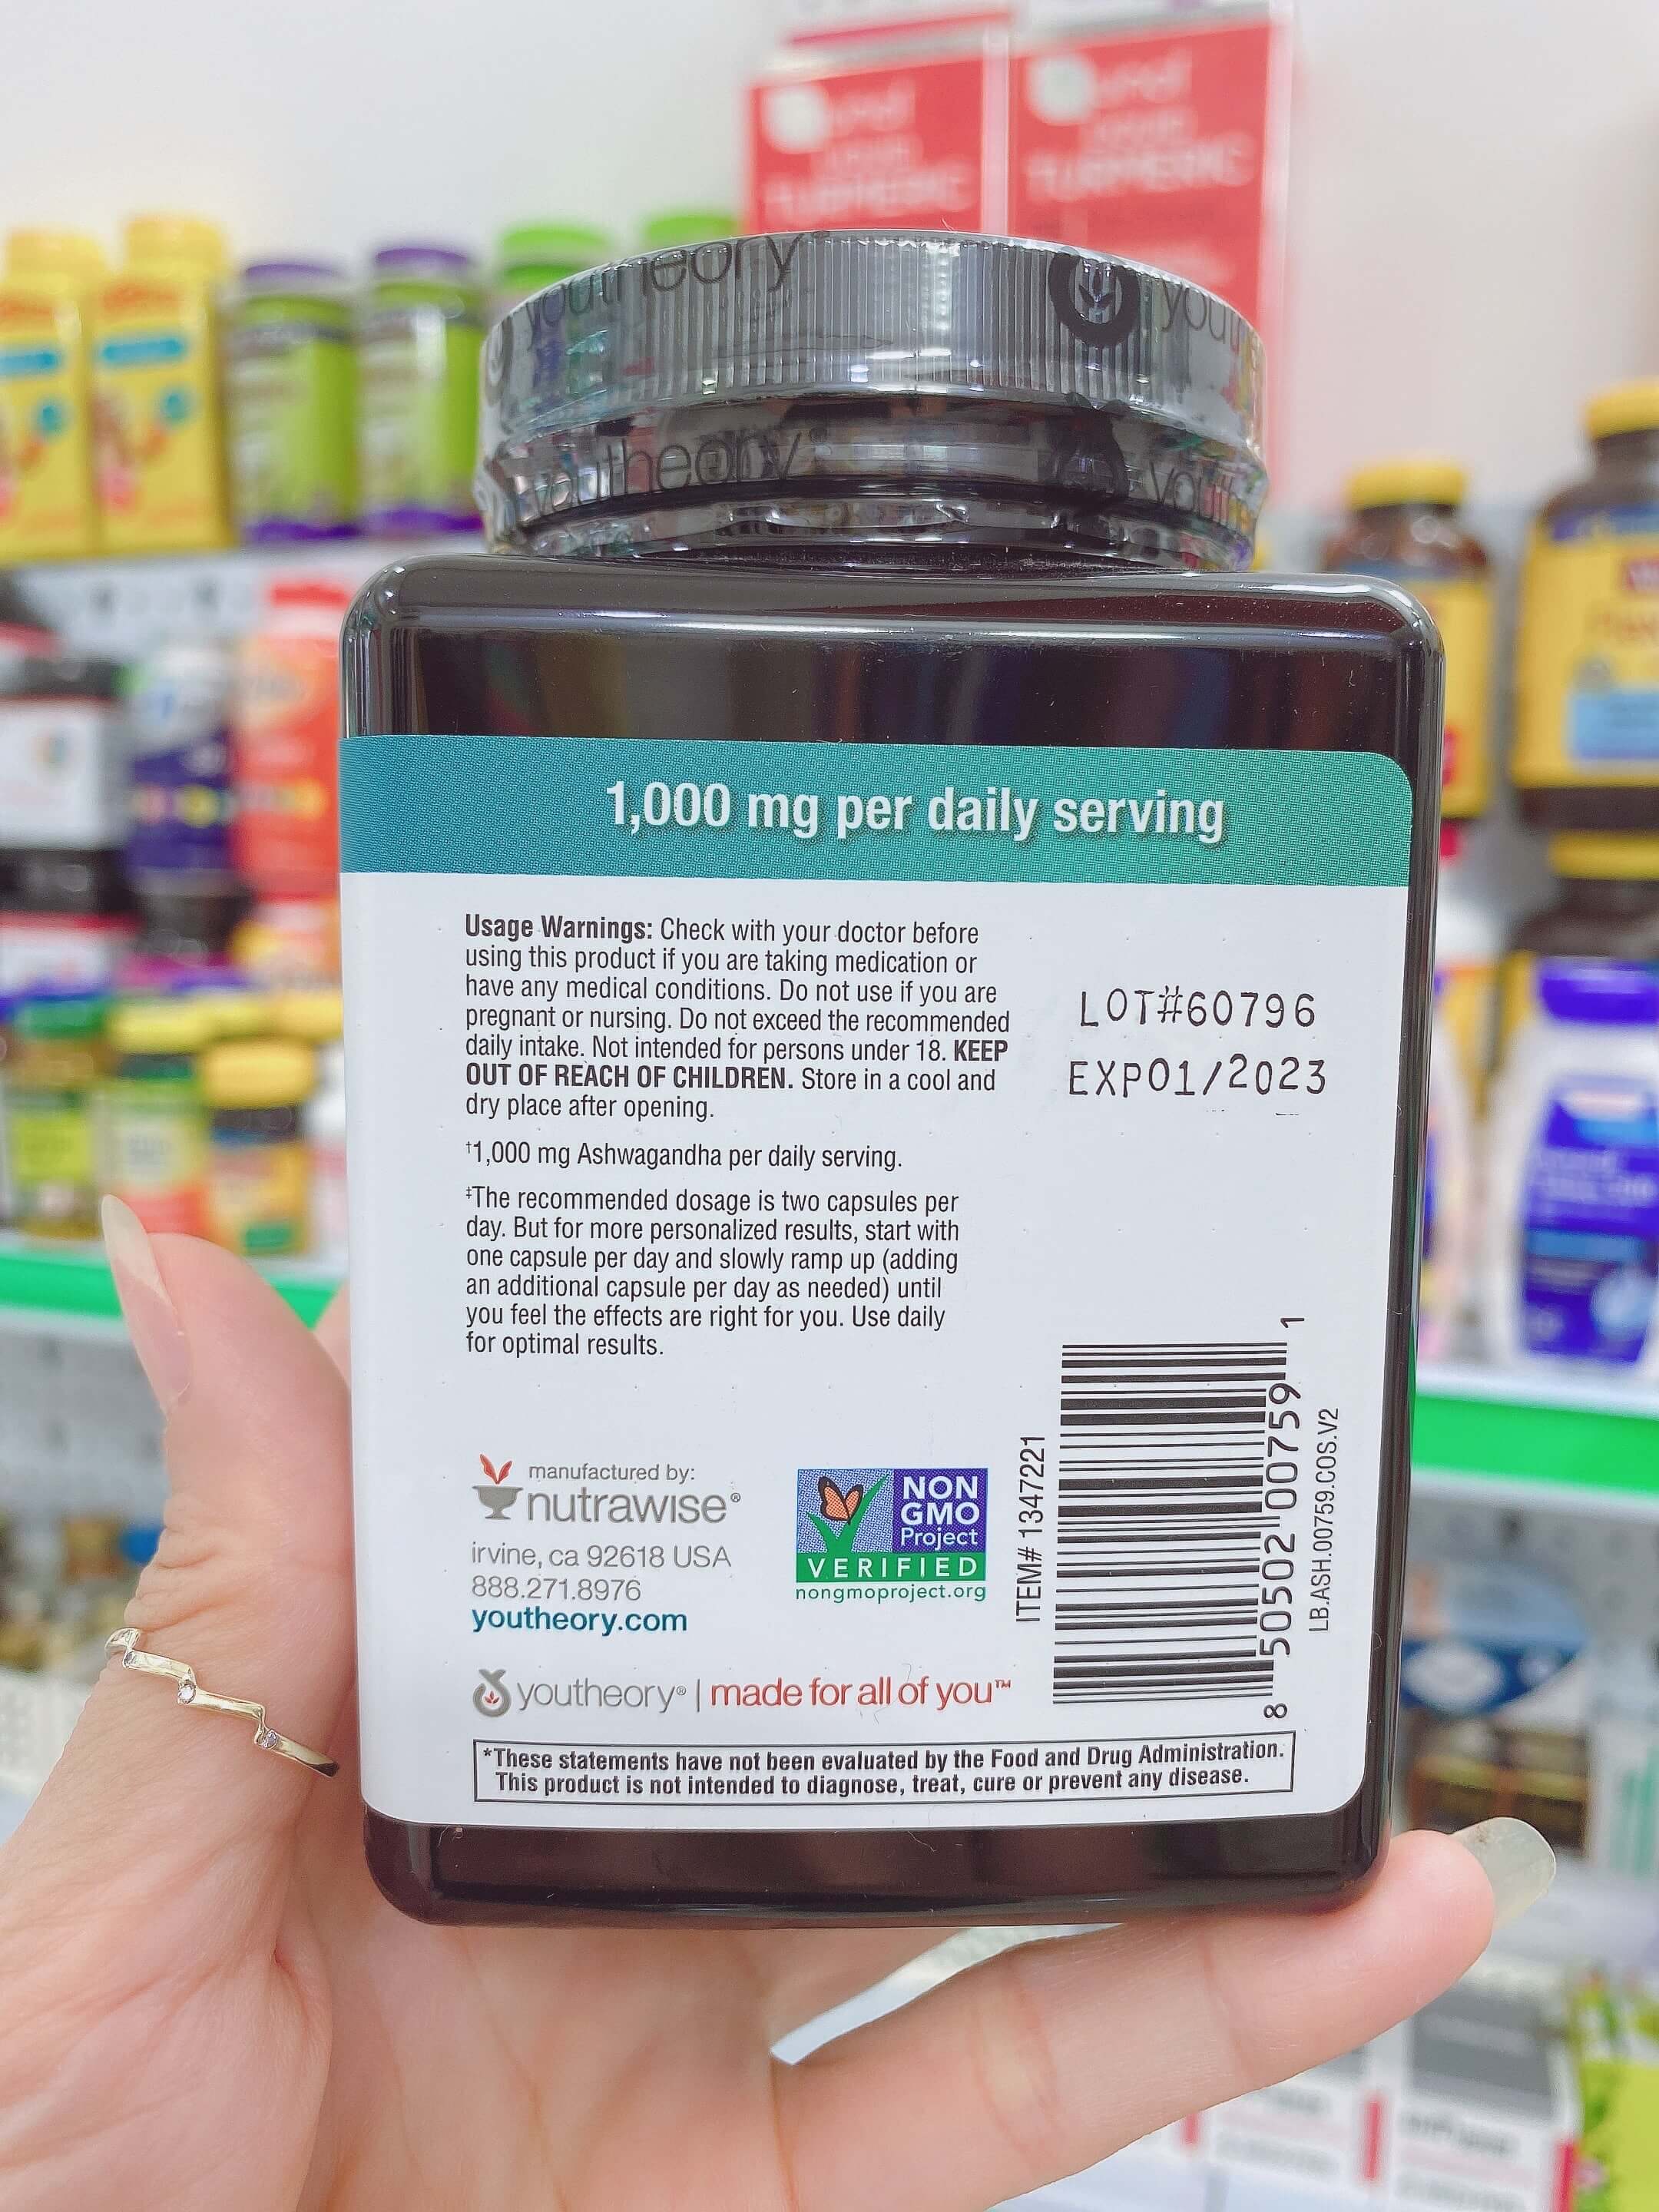 TURMERIC
TURMERIC
youtheory®
youtheory®
1,000 mg per daily serving
Usage Warnings: Check with your doctor before
using this product if you are taking medication or
have any medical conditions. Do not use if you are
pregnant or nursing. Do not exceed the recommended
daily intake. Not intended for persons under 18. KEEP
OUT OF REACH OF CHILDREN. Store in a cool and
dry place after opening.
†1,000 mg Ashwagandha per daily serving.
‡The recommended dosage is two capsules per
day. But for more personalized results, start with
one capsule per day and slowly ramp up (adding
an additional capsule per day as needed) until
you feel the effects are right for you. Use daily
for optimal results.
LOT#60796
EXP01/2023
manufactured by:
nutrawise®
irvine, ca 92618 USA
888.271.8976
youtheory.com
NON
GMO
Project
VERIFIED
nongmoproject.org
ITEM# 1347221
8 50502 00759 1
LB.ASH.00759.COS.V2
youtheory® | made for all of you™
*These statements have not been evaluated by the Food and Drug Administration.
This product is not intended to diagnose, treat, cure or prevent any disease.